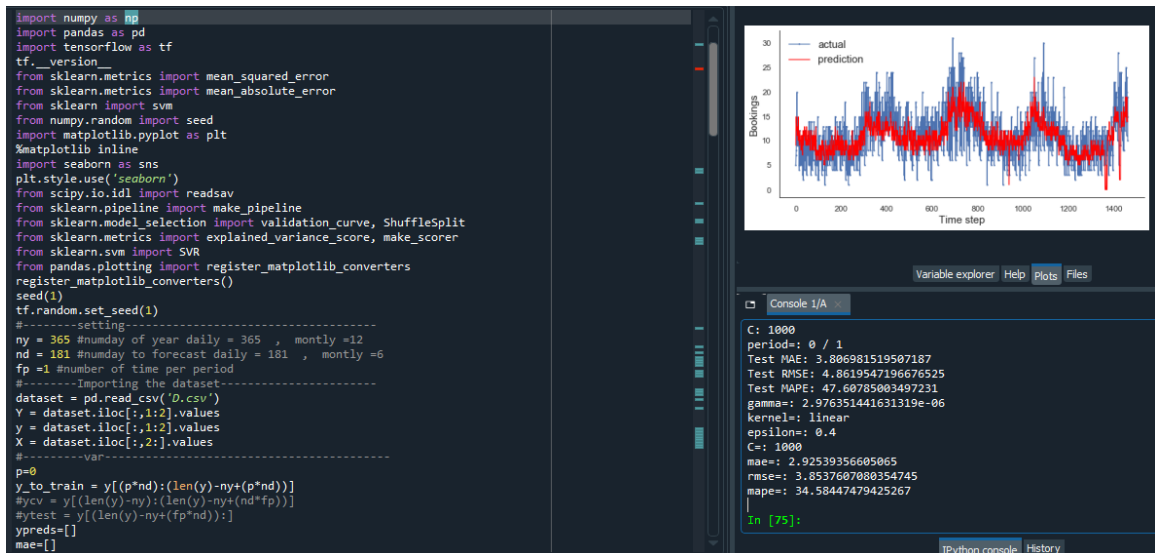 import numpy as np
import pandas as pd
import tensorflow as tf
tf.__version__
from sklearn.metrics import mean_squared_error
from sklearn.metrics import mean_absolute_error
from sklearn import svm
from numpy.random import seed
import matplotlib.pyplot as plt
%matplotlib inline
import seaborn as sns
plt.style.use('seaborn')
from scipy.io.idl import readsav
from sklearn.pipeline import make_pipeline
from sklearn.model_selection import validation_curve, ShuffleSplit
from sklearn.metrics import explained_variance_score, make_scorer
from sklearn.svm import SVR
from pandas.plotting import register_matplotlib_converters
register_matplotlib_converters()
seed(1)
tf.random.set_seed(1)
#--------setting-------------------------------------
ny = 365 #numday of year daily = 365  ,  montly =12
nd = 181 #numday to forecast daily = 181  ,  montly =6
fp =1 #number of time per period
#--------Importing the dataset-----------------------
dataset = pd.read_csv('D.csv')
Y = dataset.iloc[:,1:2].values
y = dataset.iloc[:,1:2].values
X = dataset.iloc[:,2:].values
#--------var------------------------------------------
p=0
y_to_train = y[(p*nd):(len(y)-ny+(p*nd))]
#ycv = y[(len(y)-ny):(len(y)-ny+(nd*fp))]
#ytest = y[(len(y)-ny+(fp*nd)):]
ypreds=[]
mae=[]
actual
prediction
30
25
20
15
10
5
0
Bookings
0 200 400 600 800 1000 1200 1400
Time step
Variable explorer Help Plots Files
Console 1/A
C: 1000
period=: 0 / 1
Test MAE: 3.806981519507187
Test RMSE: 4.8619547196676525
Test MAPE: 47.60785003497231
gamma=: 2.976351441631319e-06
kernel=: linear
epsilon=: 0.4
C=: 1000
mae=: 2.92539356605065
rmse=: 3.8537607080354745
mape=: 34.58447479425267
In [75]:
IPython console History